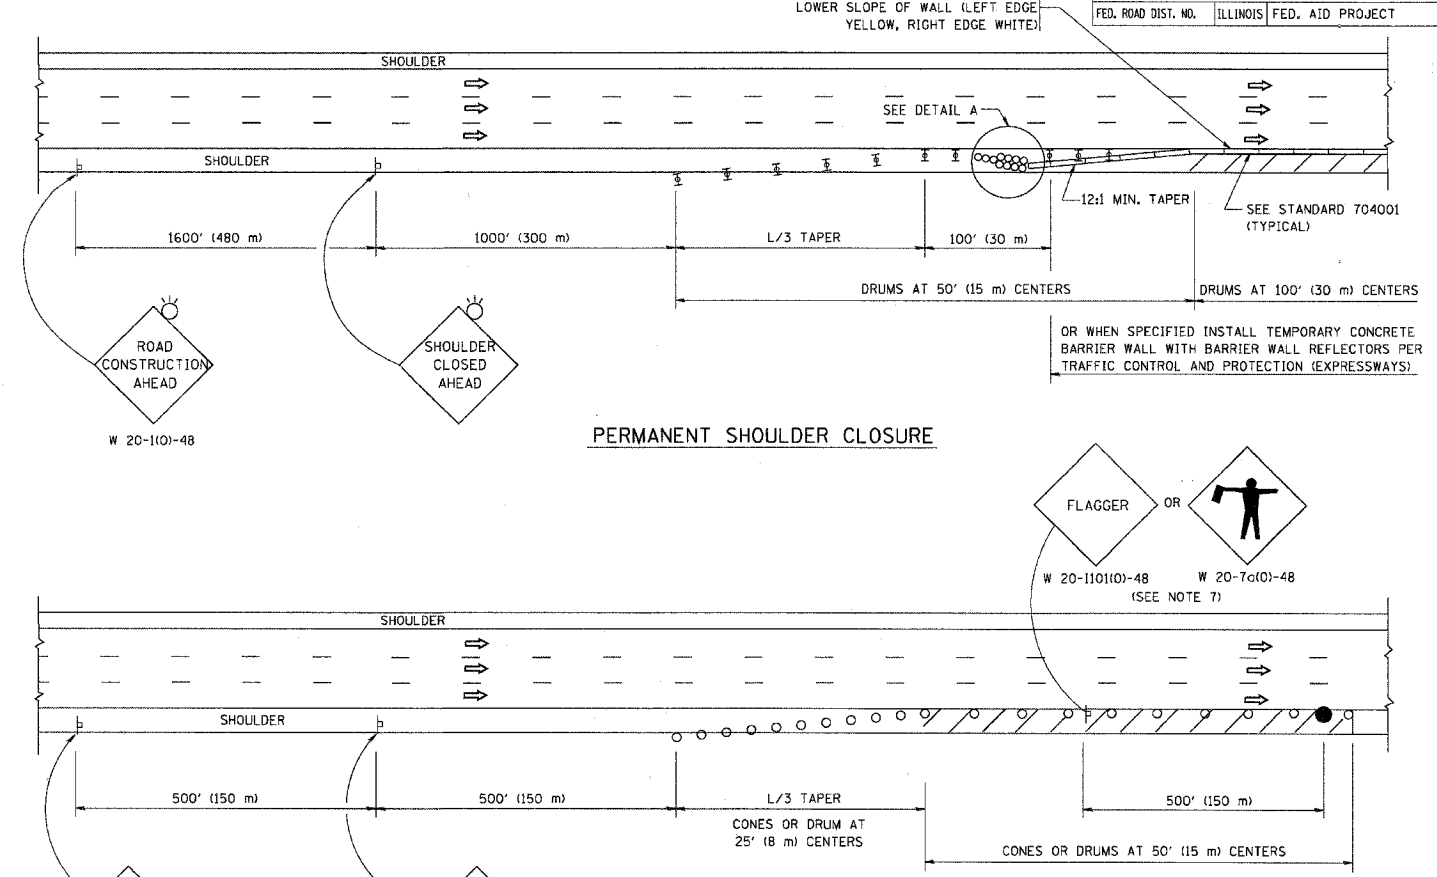 LOWER SLOPE OF WALL (LEFT EDGE
YELLOW, RIGHT EDGE WHITE)
FED. ROAD DIST. NO. ILLINOIS FED. AID PROJECT
SHOULDER
SEE DETAIL A
SHOULDER
12:1 MIN. TAPER
SEE STANDARD 704001
(TYPICAL)
1600' (480 m)
1000' (300 m)
L/3 TAPER
100' (30 m)
DRUMS AT 50' (15 m) CENTERS
DRUMS AT 100' (30 m) CENTERS
OR WHEN SPECIFIED INSTALL TEMPORARY CONCRETE
BARRIER WALL WITH BARRIER WALL REFLECTORS PER
TRAFFIC CONTROL AND PROTECTION (EXPRESSWAYS)
ROAD
CONSTRUCTION
AHEAD
SHOULDER
CLOSED
AHEAD
W 20-1(O)-48
PERMANENT SHOULDER CLOSURE
FLAGGER
OR
W 20-I101(O)-48
W 20-7a(O)-48
(SEE NOTE 7)
SHOULDER
SHOULDER
500' (150 m)
500' (150 m)
L/3 TAPER
500' (150 m)
CONES OR DRUM AT
25' (8 m) CENTERS
CONES OR DRUMS AT 50' (15 m) CENTERS